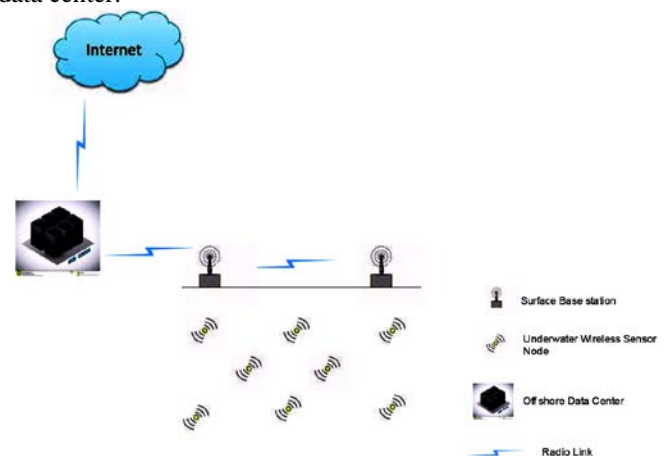 data center.
Internet
Surface Base station
Underwater Wireless Sensor
Node
Off shore Data Center
Radio Link